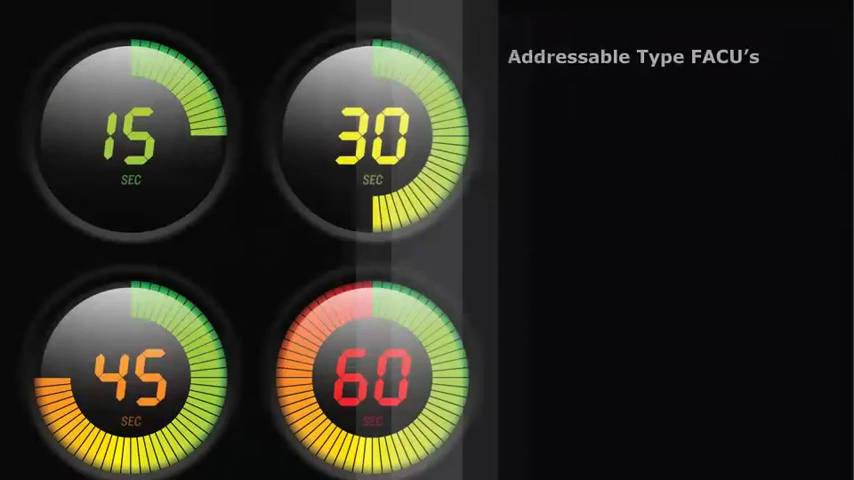 Addressable Type FACU’s
15
SEC
30
SEC
45
SEC
60
SEC